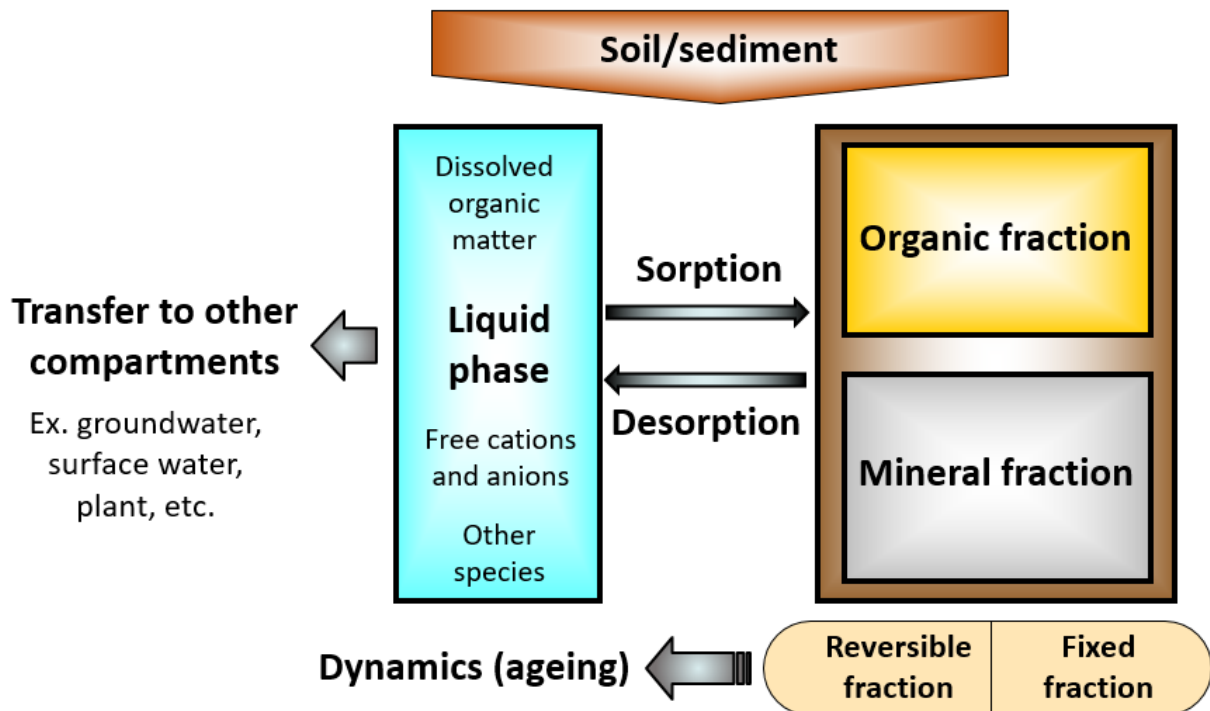 Soil/sediment
Dissolved
organic
matter
Liquid
phase
Free cations
and anions
Other
species
Sorption
Desorption
Organic fraction
Mineral fraction
Transfer to other
compartments
Ex. groundwater,
surface water,
plant, etc.
Dynamics (ageing)
Reversible
fraction
Fixed
fraction